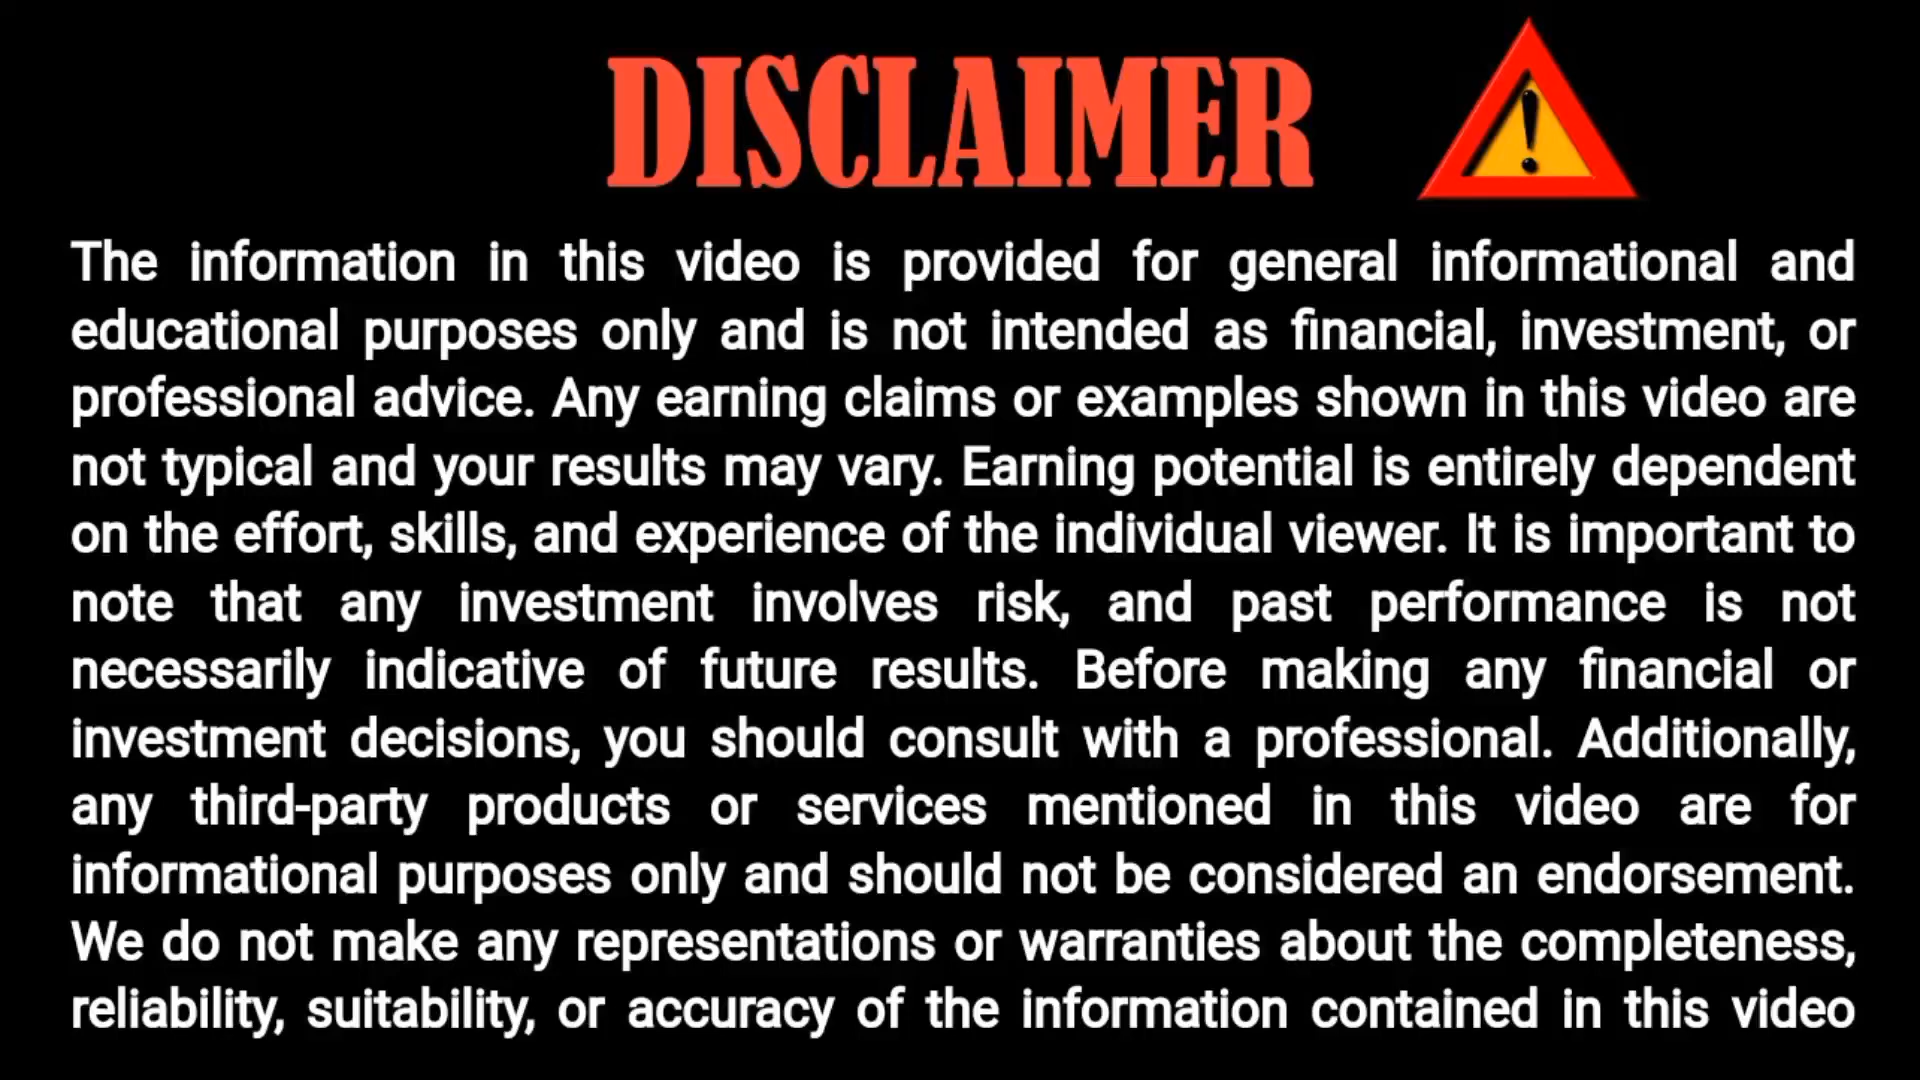 DISCLAIMER
The information in this video is provided for general informational and
educational purposes only and is not intended as financial, investment, or
professional advice. Any earning claims or examples shown in this video are
not typical and your results may vary. Earning potential is entirely dependent
on the effort, skills, and experience of the individual viewer. It is important to
note that any investment involves risk, and past performance is not
necessarily indicative of future results. Before making any financial or
investment decisions, you should consult with a professional. Additionally,
any third-party products or services mentioned in this video are for
informational purposes only and should not be considered an endorsement.
We do not make any representations or warranties about the completeness,
reliability, suitability, or accuracy of the information contained in this video